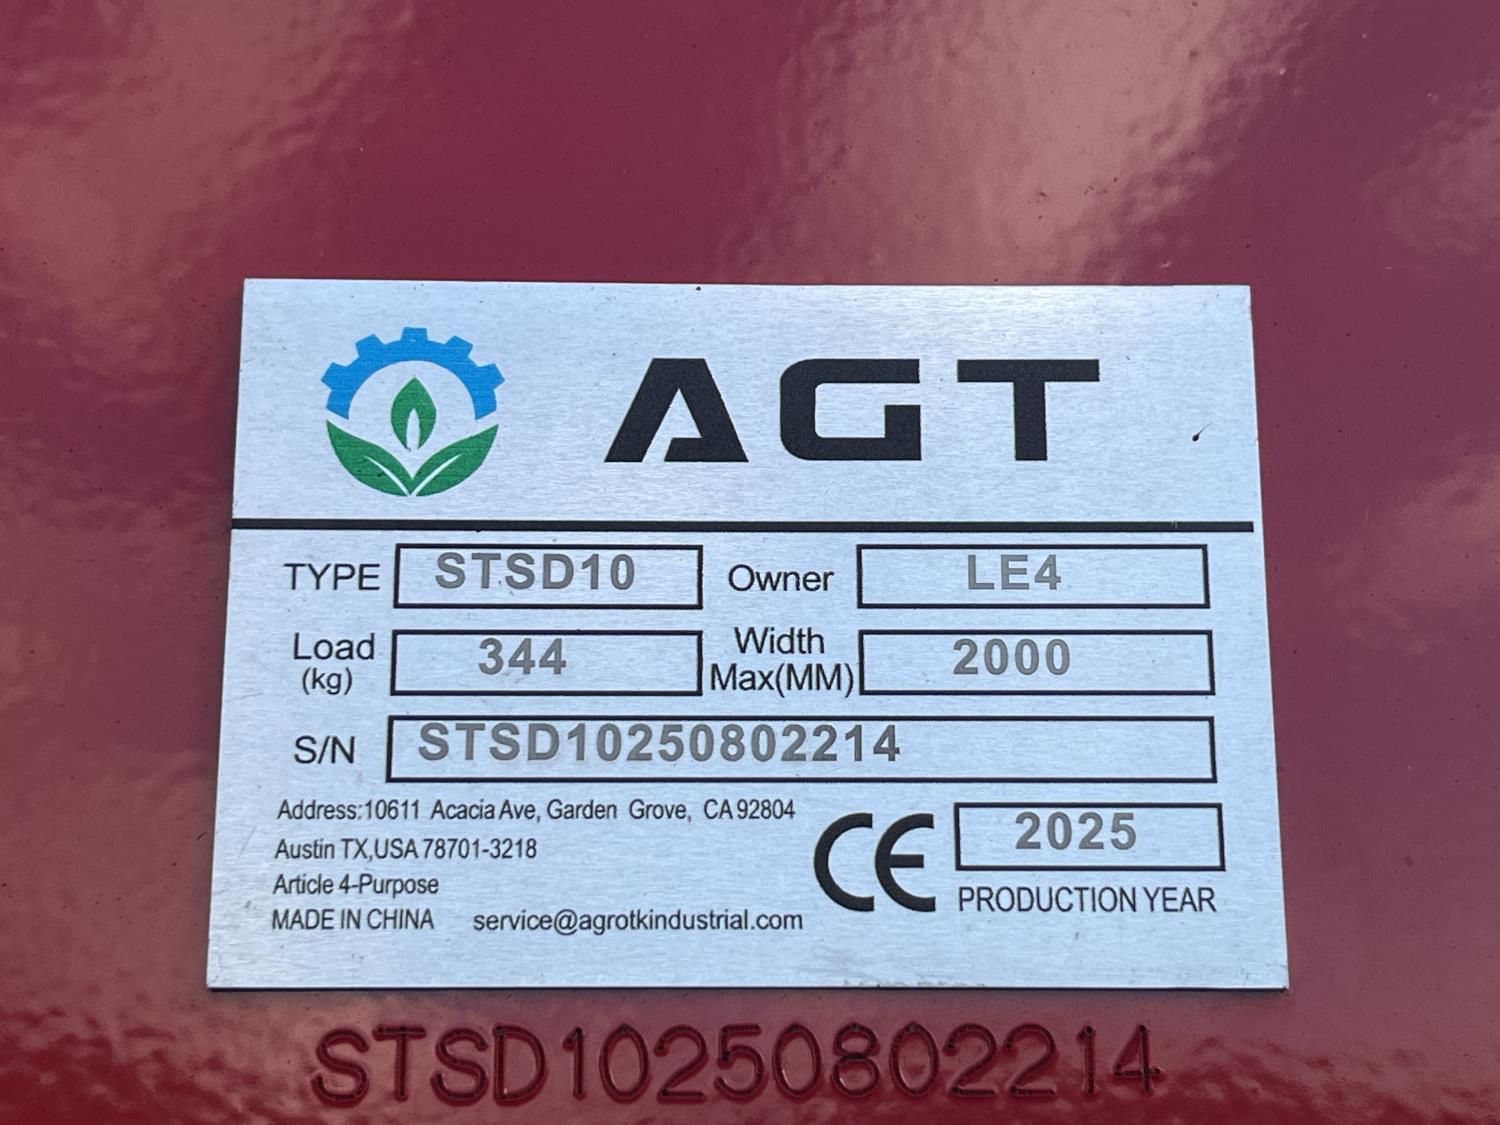 AGT
TYPE STSD10 Owner LE4
Load (kg) 344 Width Max(MM) 2000
S/N STSD10250802214
Address:10611 Acacia Ave, Garden Grove, CA 92804
Austin TX,USA 78701-3218
Article 4-Purpose
MADE IN CHINA service@agrotkindustrial.com
CE 2025
PRODUCTION YEAR
STSD10250802214